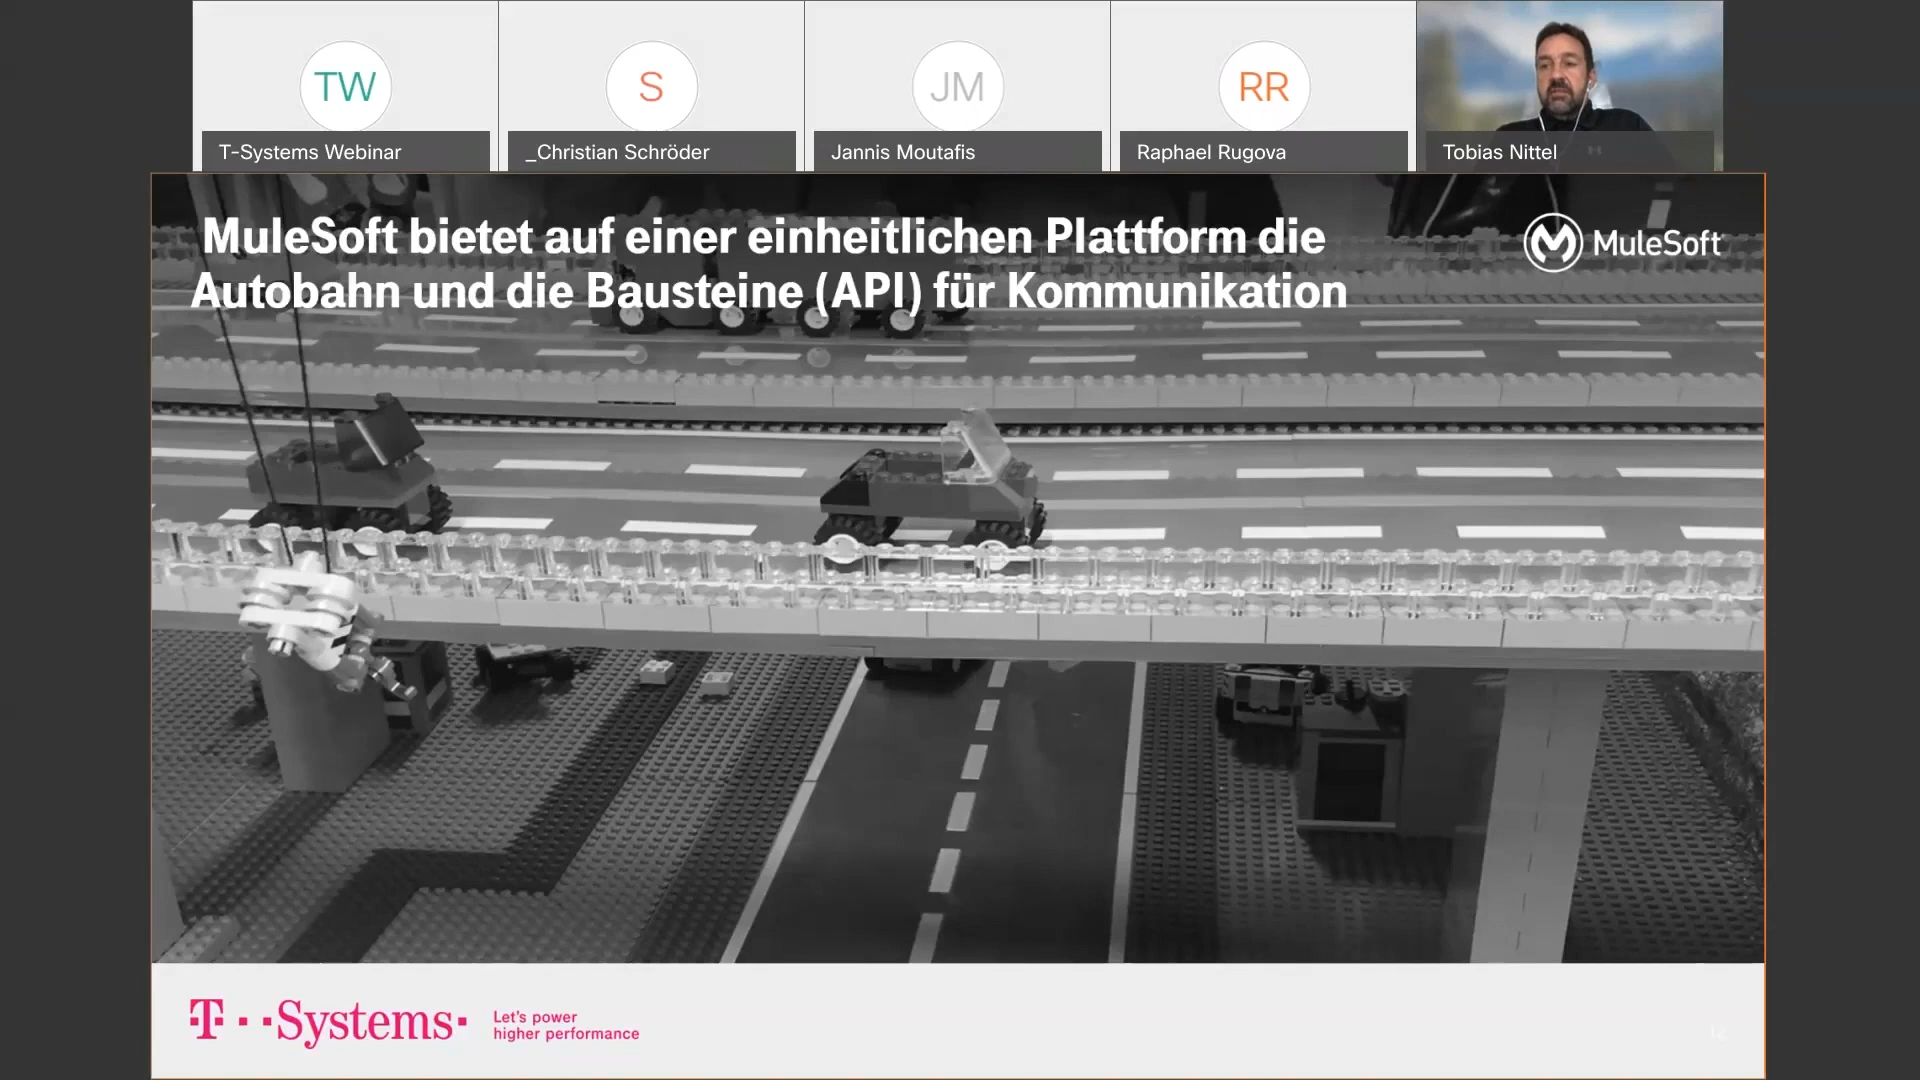 TW
S
JM
RR
T-Systems Webinar
_Christian Schröder
Jannis Moutafis
Raphael Rugova
Tobias Nittel
MuleSoft bietet auf einer einheitlichen Plattform die
Autobahn und die Bausteine (API) für Kommunikation
MuleSoft
T··Systems·
Let's power
higher performance
12